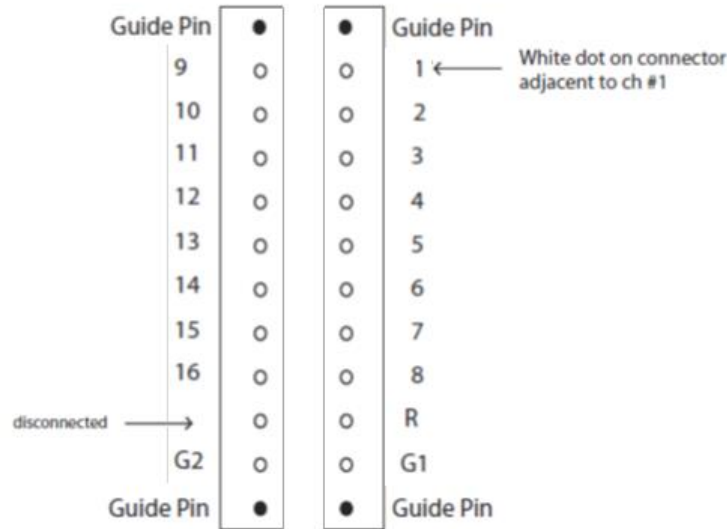 Guide Pin Guide Pin
9 1 White dot on connector
adjacent to ch #1
10 2
11 3
12 4
13 5
14 6
15 7
16 8
disconnected R
G2 G1
Guide Pin Guide Pin